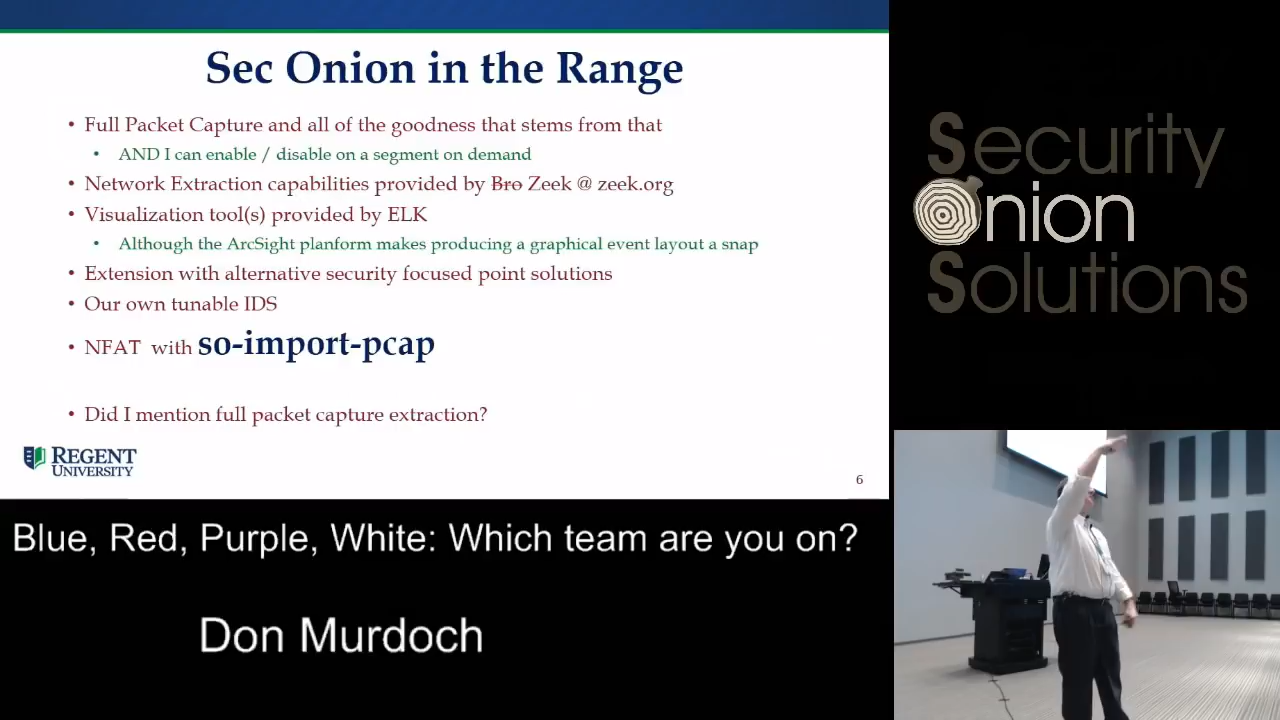 Sec Onion in the Range
• Full Packet Capture and all of the goodness that stems from that
• AND I can enable / disable on a segment on demand
• Network Extraction capabilities provided by Bro Zeek @ zeek.org
• Visualization tool(s) provided by ELK
• Although the ArcSight planform makes producing a graphical event layout a snap
• Extension with alternative security focused point solutions
• Our own tunable IDS
• NFAT with so-import-pcap
• Did I mention full packet capture extraction?
REGENT
UNIVERSITY
6
Security
Onion
Solutions
Blue, Red, Purple, White: Which team are you on?
Don Murdoch